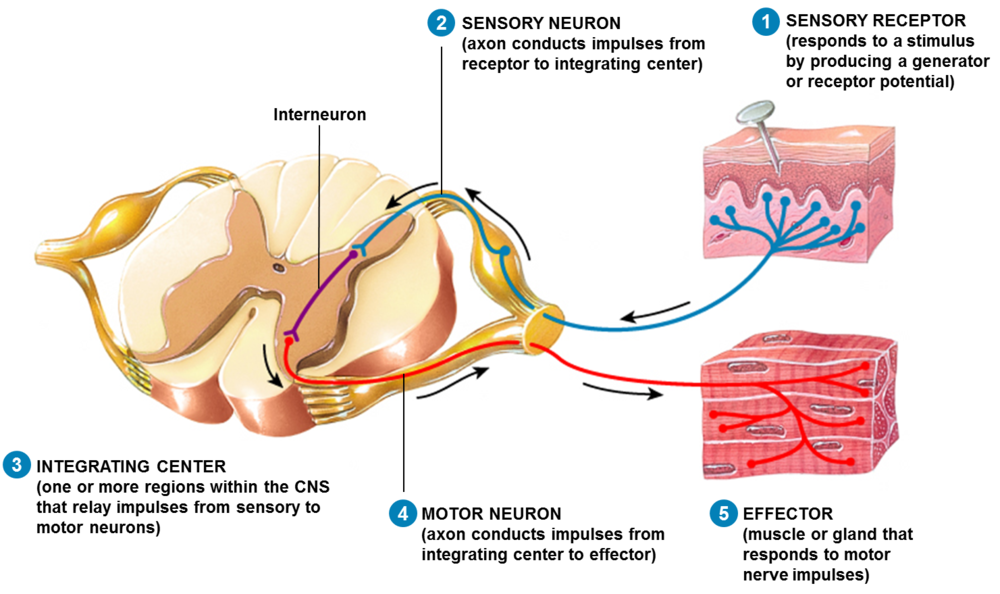 1 SENSORY RECEPTOR
(responds to a stimulus
by producing a generator
or receptor potential)
2 SENSORY NEURON
(axon conducts impulses from
receptor to integrating center)
Interneuron
3 INTEGRATING CENTER
(one or more regions within the CNS
that relay impulses from sensory to
motor neurons)
4 MOTOR NEURON
(axon conducts impulses from
integrating center to effector)
5 EFFECTOR
(muscle or gland that
responds to motor
nerve impulses)